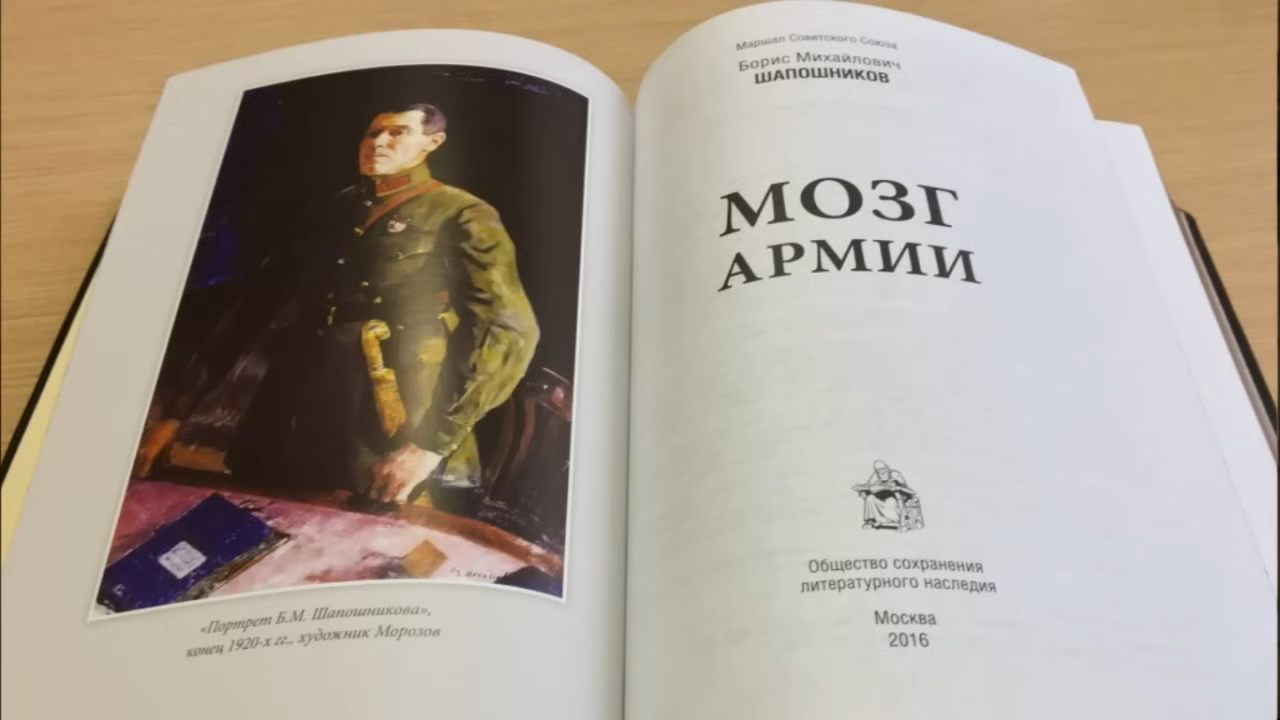 «Портрет Б.М. Шапошникова»,
конец 1920-х гг., художник Морозов
Маршал Советского Союза
Борис Михайлович
ШАПОШНИКОВ
МОЗГ
АРМИИ
Общество сохранения
литературного наследия
Москва
2016